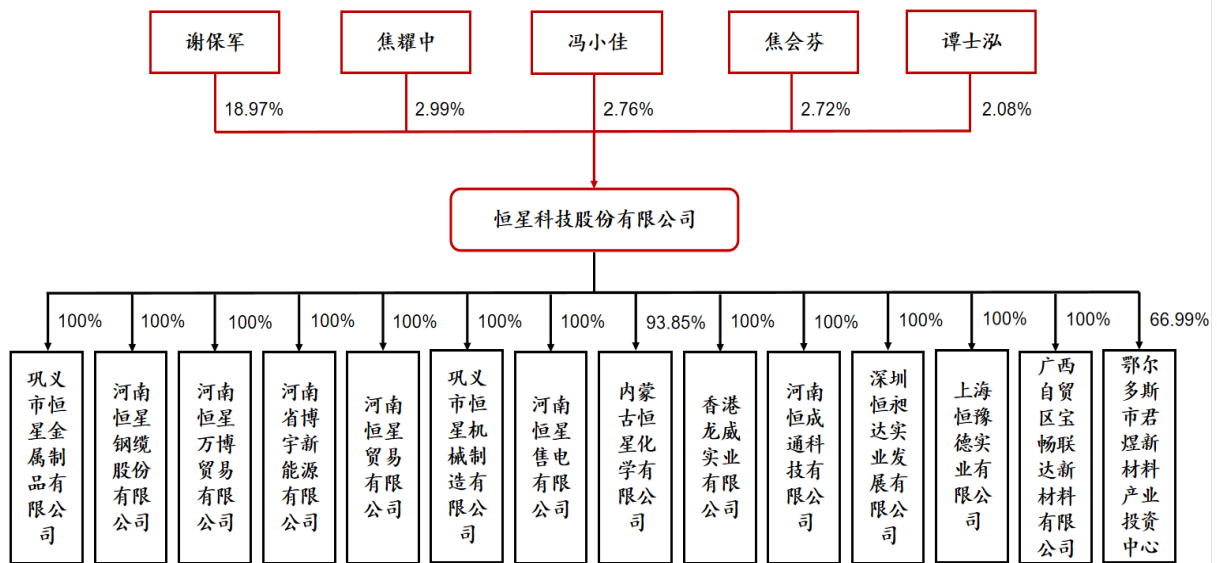 谢保军
焦耀中
冯小佳
焦会芬
谭士泓
18.97%
2.99%
2.76%
2.72%
2.08%
恒星科技股份有限公司
100%
100%
100%
100%
100%
100%
100%
93.85%
100%
100%
100%
100%
100%
66.99%
巩义
市恒
星金
属制
品有
限公
司
河南
恒星
钢缆
股份
有限
公司
河南
恒星
万博
贸易
有限
公司
河南
省博
宇新
能源
有限
公司
河南
恒星
贸易
有限
公司
巩义
市恒
星机
械制
造有
限公
司
河南
恒星
售电
有限
公司
内蒙
古恒
星化
学有
限公
司
香港
龙威
实业
有限
公司
河南
恒成
通科
技有
限公
司
深圳
恒昶
达实
业发
展有
限公
司
上海
恒豫
德实
业有
限公
司
广西
自贸
区宝
畅联
达新
材料
有限
公司
鄂尔
多斯
市君
煜新
材料
产业
投资
中心